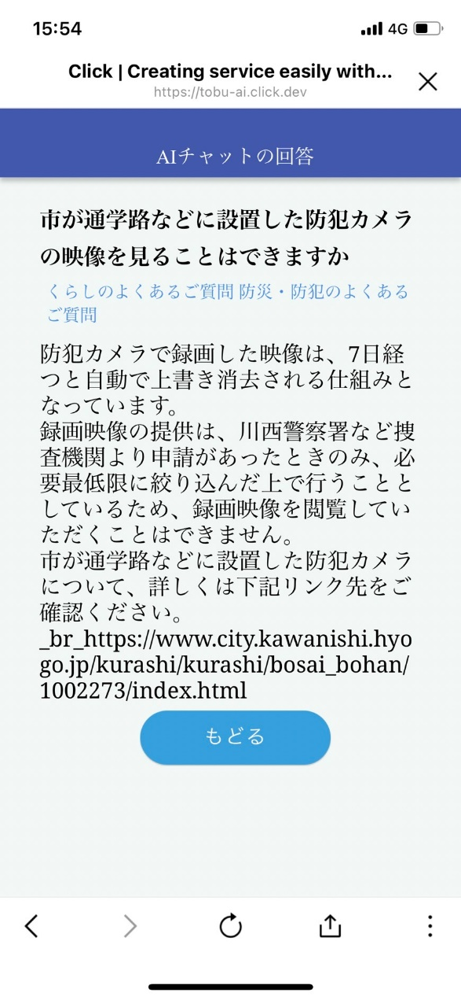 15:54
4G
Click | Creating service easily with...
https://tobu-ai.click.dev
AIチャットの回答
市が通学路などに設置した防犯カメラ
の映像を見ることはできますか
くらしのよくあるご質問 防災・防犯のよくある
ご質問
防犯カメラで録画した映像は、7日経
つと自動で上書き消去される仕組みと
なっています。
録画映像の提供は、川西警察署など捜
査機関より申請があったときのみ、必
要最低限に絞り込んだ上で行うことと
しているため、録画映像を閲覧してい
ただくことはできません。
市が通学路などに設置した防犯カメラ
について、詳しくは下記リンク先をご
確認ください。
_br_https://www.city.kawanishi.hyo
go.jp/kurashi/kurashi/bosai_bohan/
1002273/index.html
もどる